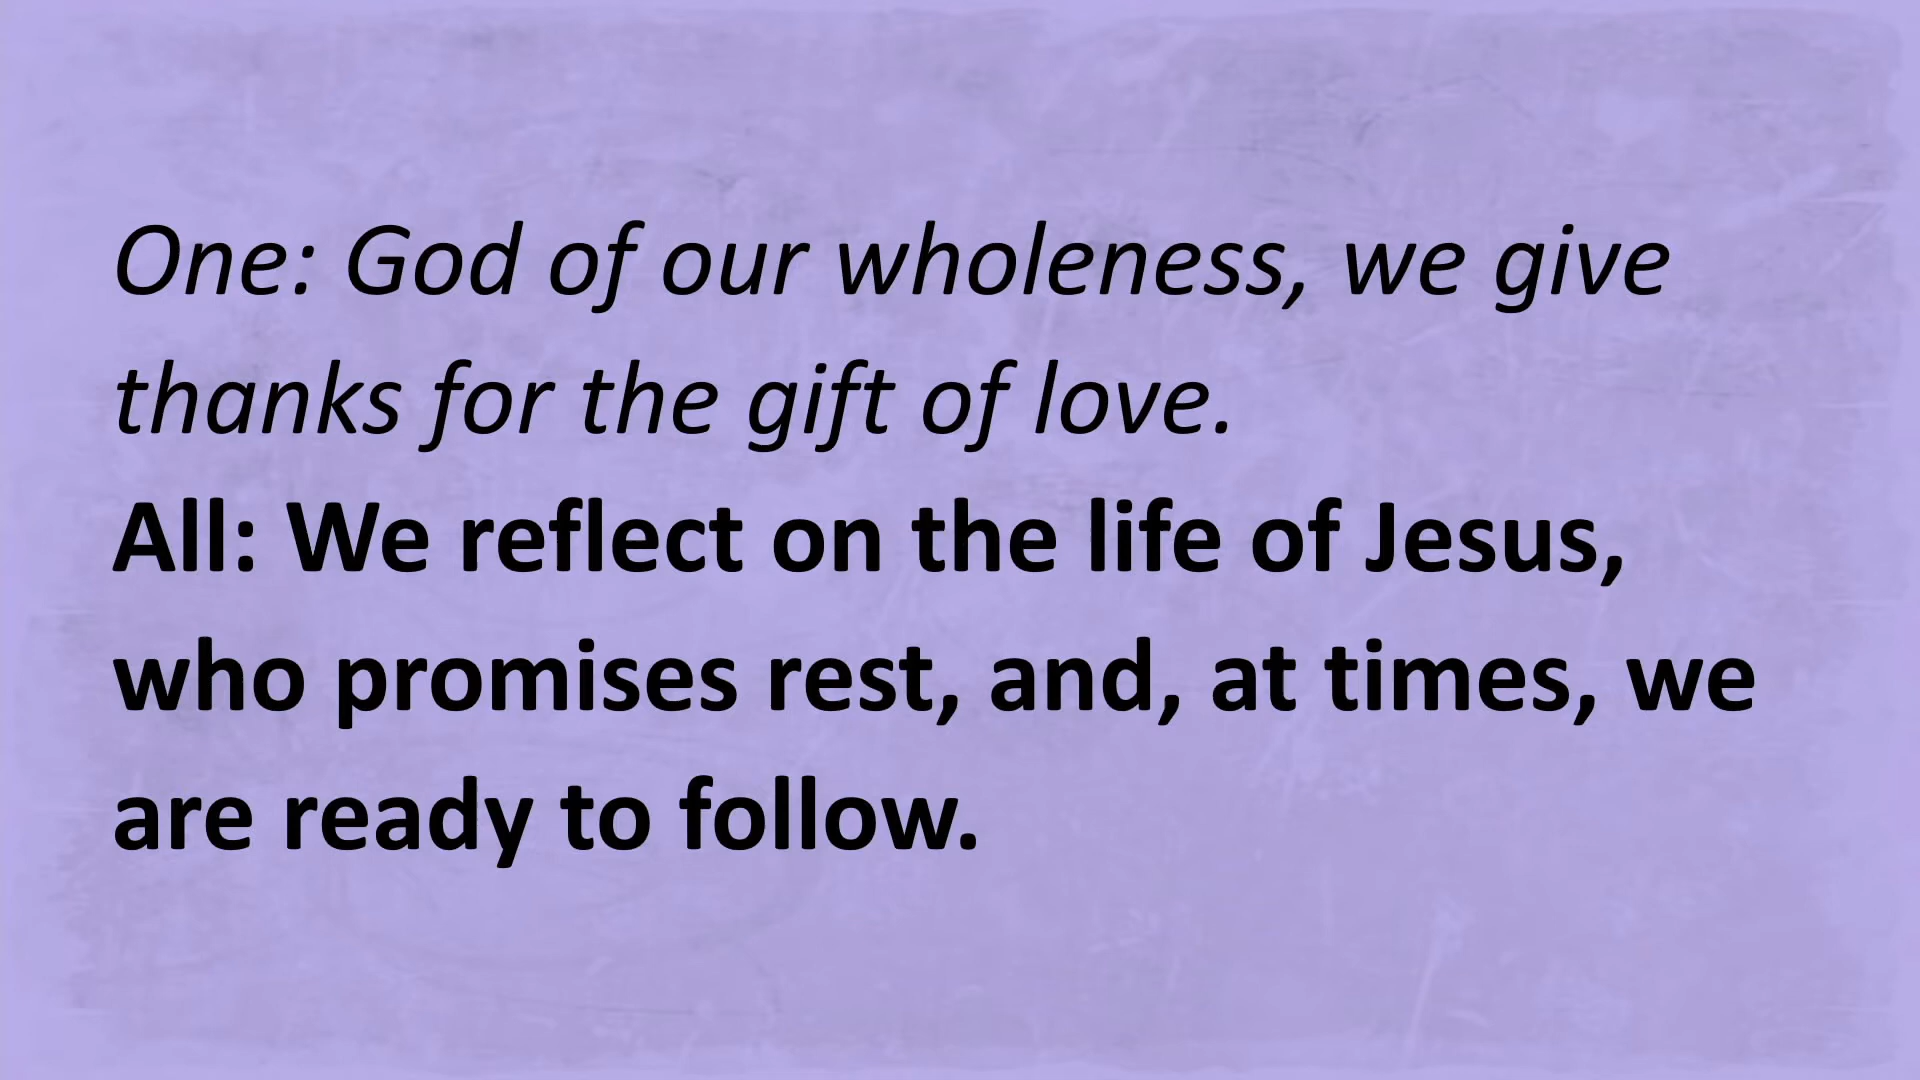 One: God of our wholeness, we give
thanks for the gift of love.
All: We reflect on the life of Jesus,
who promises rest, and, at times, we
are ready to follow.